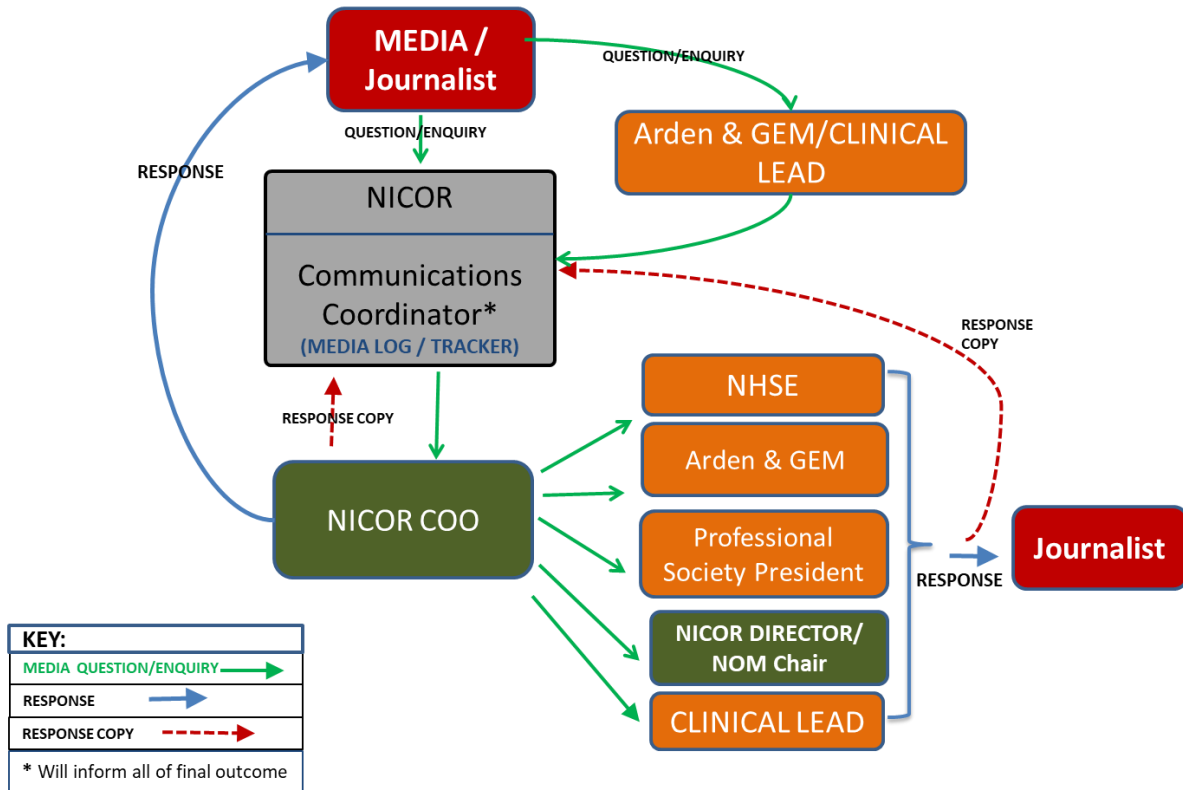 MEDIA /
Journalist
QUESTION/ENQUIRY
QUESTION/ENQUIRY
Arden & GEM/CLINICAL
LEAD
RESPONSE
NICOR
Communications
Coordinator*
(MEDIA LOG / TRACKER)
RESPONSE
COPY
RESPONSE COPY
NHSE
Arden & GEM
NICOR COO
Professional
Society President
Journalist
RESPONSE
NICOR DIRECTOR/
NOM Chair
CLINICAL LEAD
KEY:
MEDIA QUESTION/ENQUIRY
RESPONSE
RESPONSE COPY
* Will inform all of final outcome